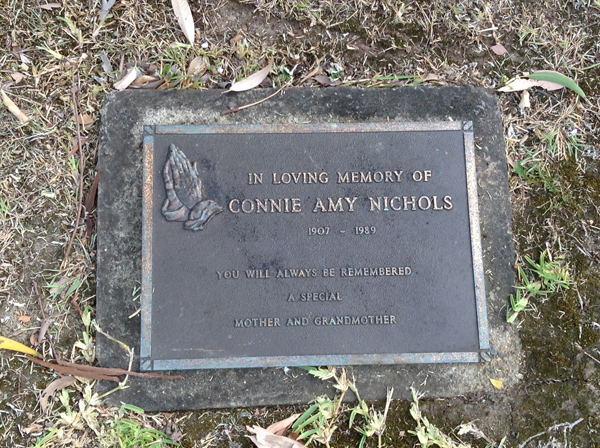 IN LOVING MEMORY OF
CONNIE AMY NICHOLS
1907 - 1989
YOU WILL ALWAYS BE REMEMBERED
A SPECIAL
MOTHER AND GRANDMOTHER